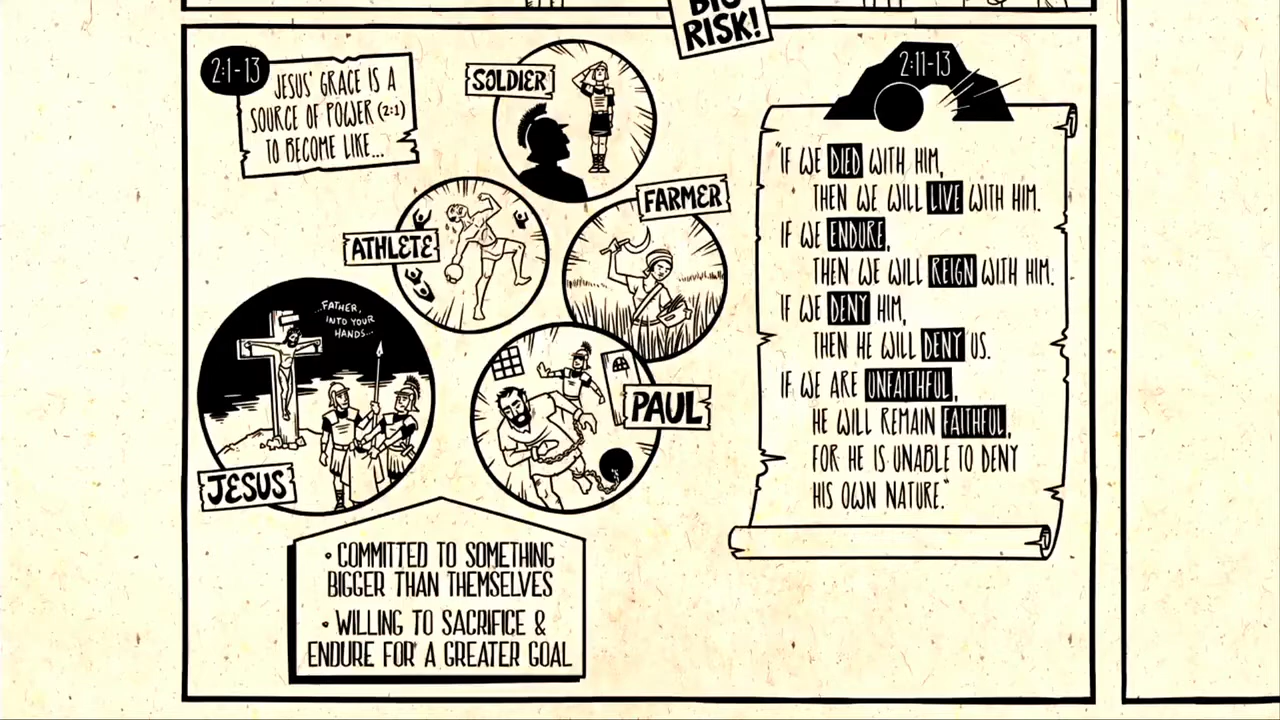 BIG
RISK!
2:1-13
JESUS' GRACE IS A
SOURCE OF POWER (2:1)
TO BECOME LIKE...
SOLDIER
FARMER
ATHLETE
...FATHER,
INTO YOUR
HANDS...
JESUS
PAUL
• COMMITTED TO SOMETHING
BIGGER THAN THEMSELVES
• WILLING TO SACRIFICE &
ENDURE FOR A GREATER GOAL
2:11-13
"IF WE DIED WITH HIM,
THEN WE WILL LIVE WITH HIM.
IF WE ENDURE,
THEN WE WILL REIGN WITH HIM.
IF WE DENY HIM,
THEN HE WILL DENY US.
IF WE ARE UNFAITHFUL,
HE WILL REMAIN FAITHFUL,
FOR HE IS UNABLE TO DENY
HIS OWN NATURE."